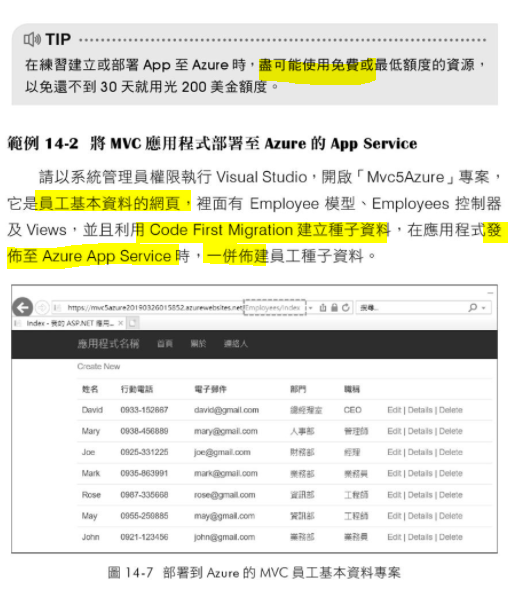 TIP
在練習建立或部署 App 至 Azure 時，盡可能使用免費或最低額度的資源，
以免還不到 30 天就用光 200 美金額度。
範例 14-2 將 MVC 應用程式部署至 Azure 的 App Service
請以系統管理員權限執行 Visual Studio，開啟「Mvc5Azure」專案，
它是員工基本資料的網頁，裡面有 Employee 模型、Employees 控制器
及 Views，並且利用 Code First Migration 建立種子資料，在應用程式發
佈至 Azure App Service 時，一併佈建員工種子資料。
https://mvc5azure20190326015852.azurewebsites.net/Employees/Index 搜尋...
Index - 我的 ASP.NET 應用...
應用程式名稱 首頁 關於 連絡人
Create New
姓名 行動電話 電子郵件 部門 職稱
David 0933-152667 david@gmail.com 總經理室 CEO Edit | Details | Delete
Mary 0938-456889 mary@gmail.com 人事部 管理師 Edit | Details | Delete
Joe 0925-331225 joe@gmail.com 財務部 經理 Edit | Details | Delete
Mark 0935-863991 mark@gmail.com 業務部 業務員 Edit | Details | Delete
Rose 0987-335668 rose@gmail.com 資訊部 工程師 Edit | Details | Delete
May 0955-250885 may@gmail.com 資訊部 工程師 Edit | Details | Delete
John 0921-123456 john@gmail.com 業務部 業務員 Edit | Details | Delete
圖 14-7 部署到 Azure 的 MVC 員工基本資料專案